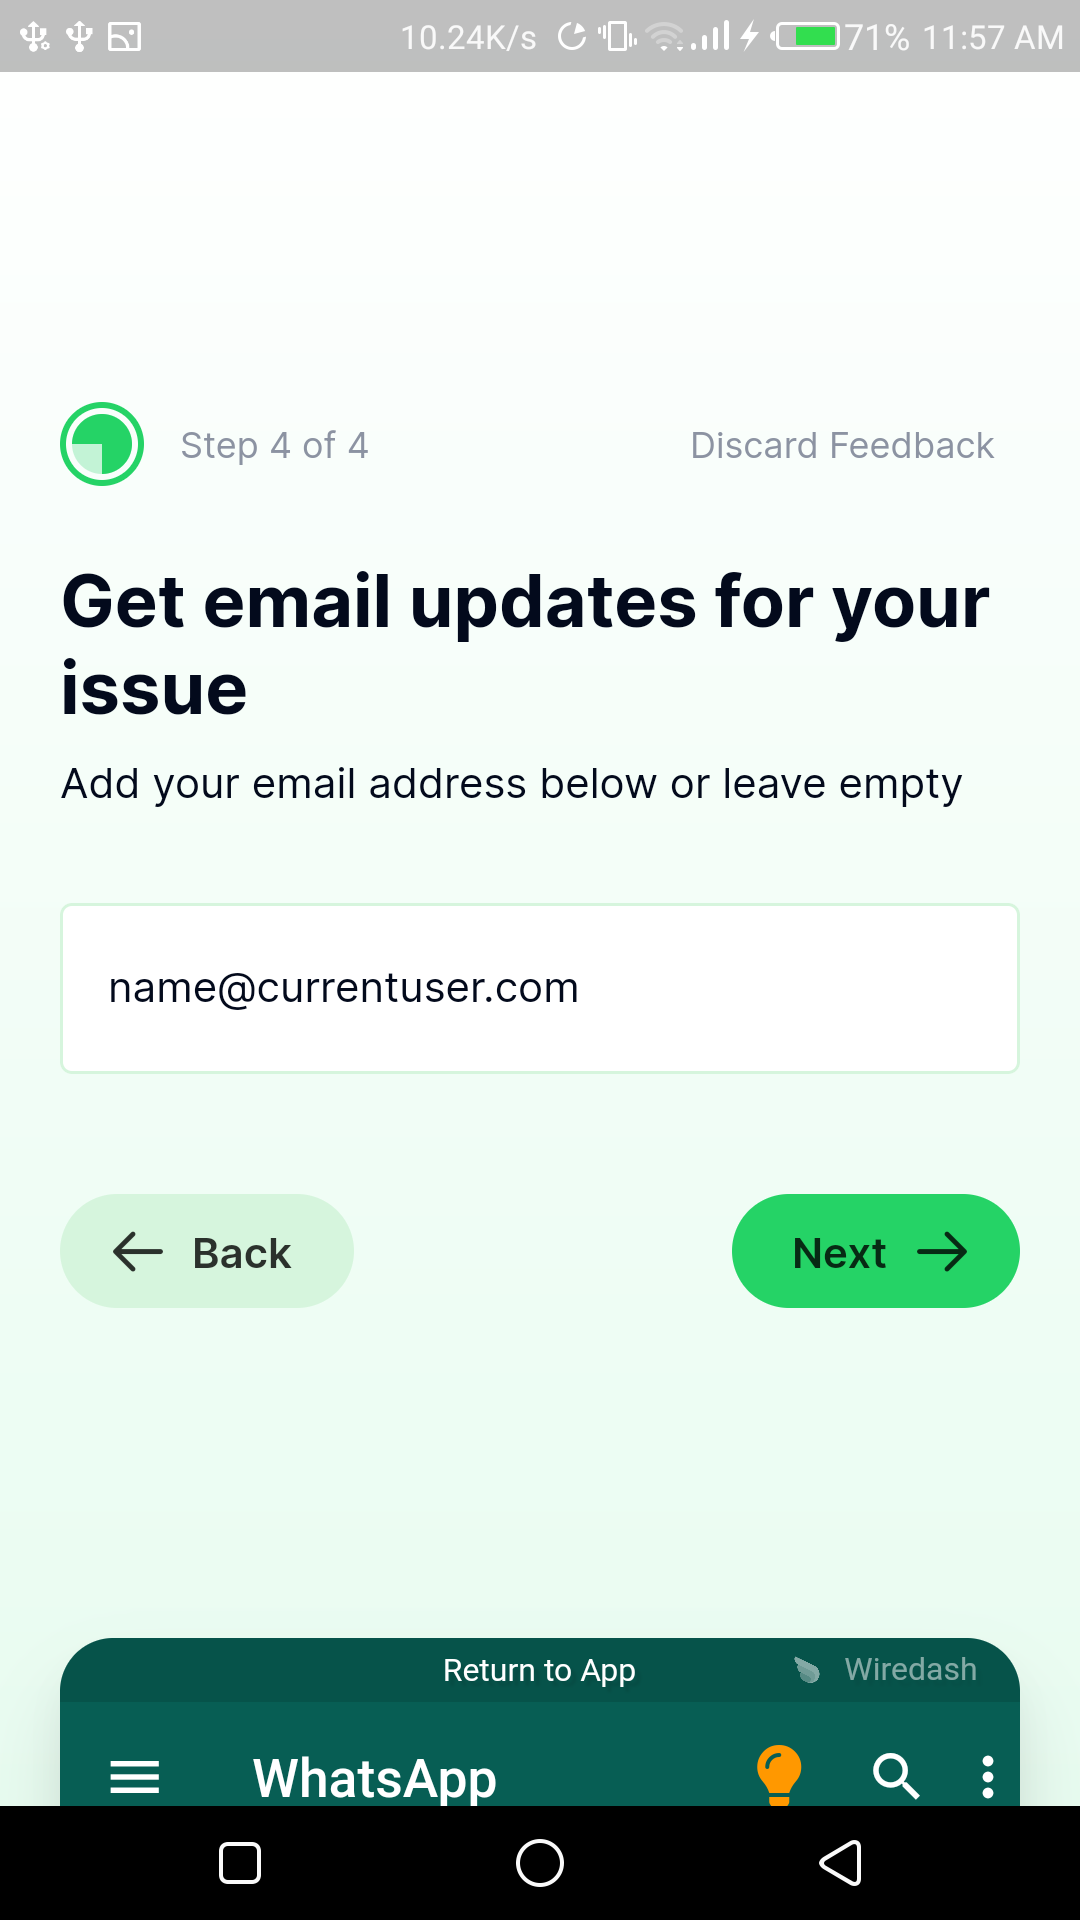 10.24K/s 71% 11:57 AM
Step 4 of 4 Discard Feedback
Get email updates for your
issue
Add your email address below or leave empty
name@currentuser.com
Back Next
Return to App Wiredash
WhatsApp